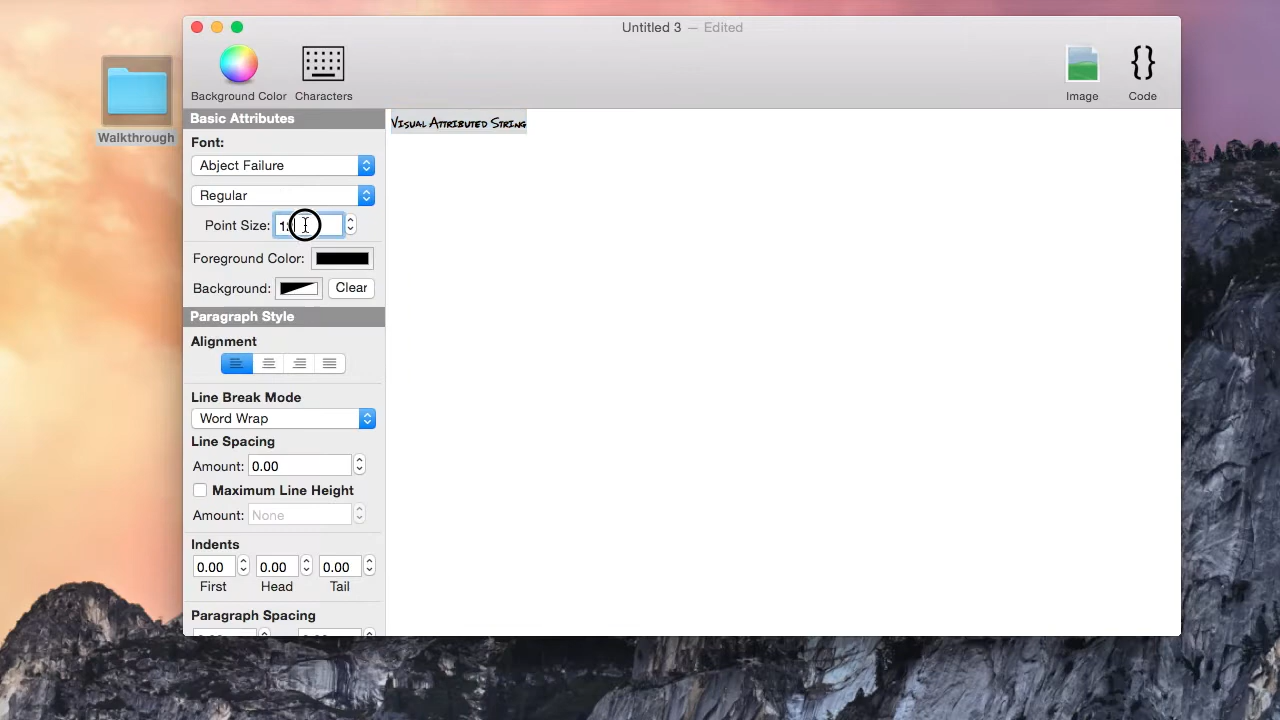 Untitled 3 — Edited
Background Color Characters Image Code
Walkthrough
Basic Attributes
Visual Attributed String
Font:
Abject Failure
Regular
Point Size:
Foreground Color:
Background: Clear
Paragraph Style
Alignment
Line Break Mode
Word Wrap
Line Spacing
Amount: 0.00
Maximum Line Height
Amount: None
Indents
0.00 0.00 0.00
First Head Tail
Paragraph Spacing